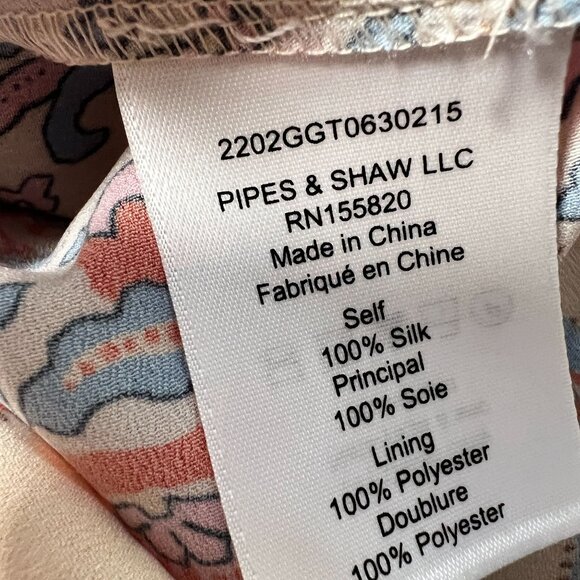 2202GGT0630215
PIPES & SHAW LLC
RN155820
Made in China
Fabriqué en Chine
Self
100% Silk
Principal
100% Soie
Lining
100% Polyester
Doublure
100% Polyester